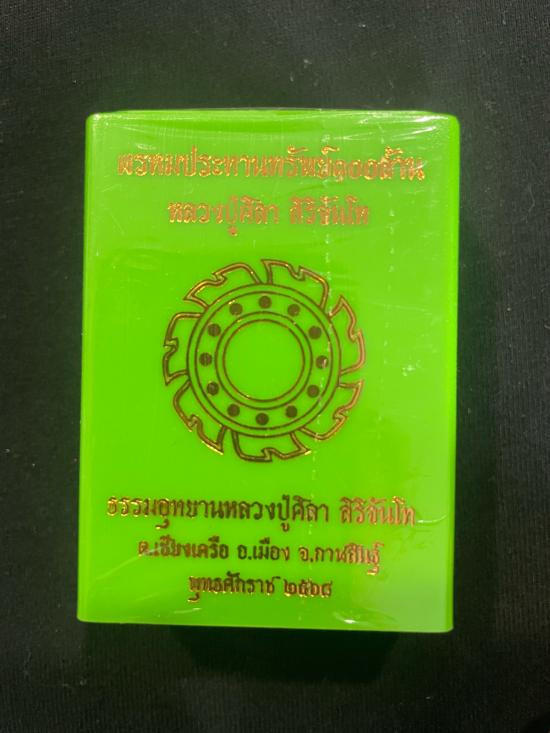 พรหมประทานทรัพย์๑๐๐ล้าน
หลวงปู่ศิลา สิริจันโท
ธรรมอุทยานหลวงปู่ศิลา สิริจันโท
ต.เชียงเครือ อ.เมือง จ.กาฬสินธุ์
พุทธศักราช ๒๕๖๘